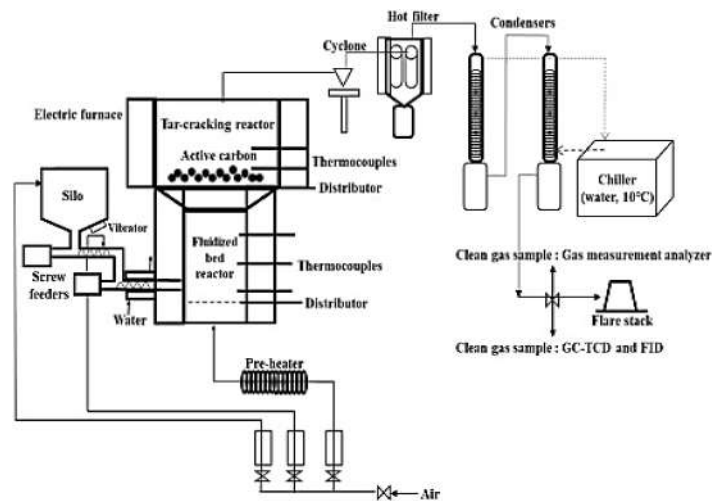 Hot filter
Cyclone
Condensers
Electric furnace
Tar-cracking reactor
Active carbon
Thermocouples
Distributor
Silo
Vibrator
Chiller
(water, 10°C)
Fluidized
bed
reactor
Thermocouples
Screw
feeders
Water
Distributor
Clean gas sample : Gas measurement analyzer
Flare stack
Clean gas sample : GC-TCD and FID
Pre-heater
Air